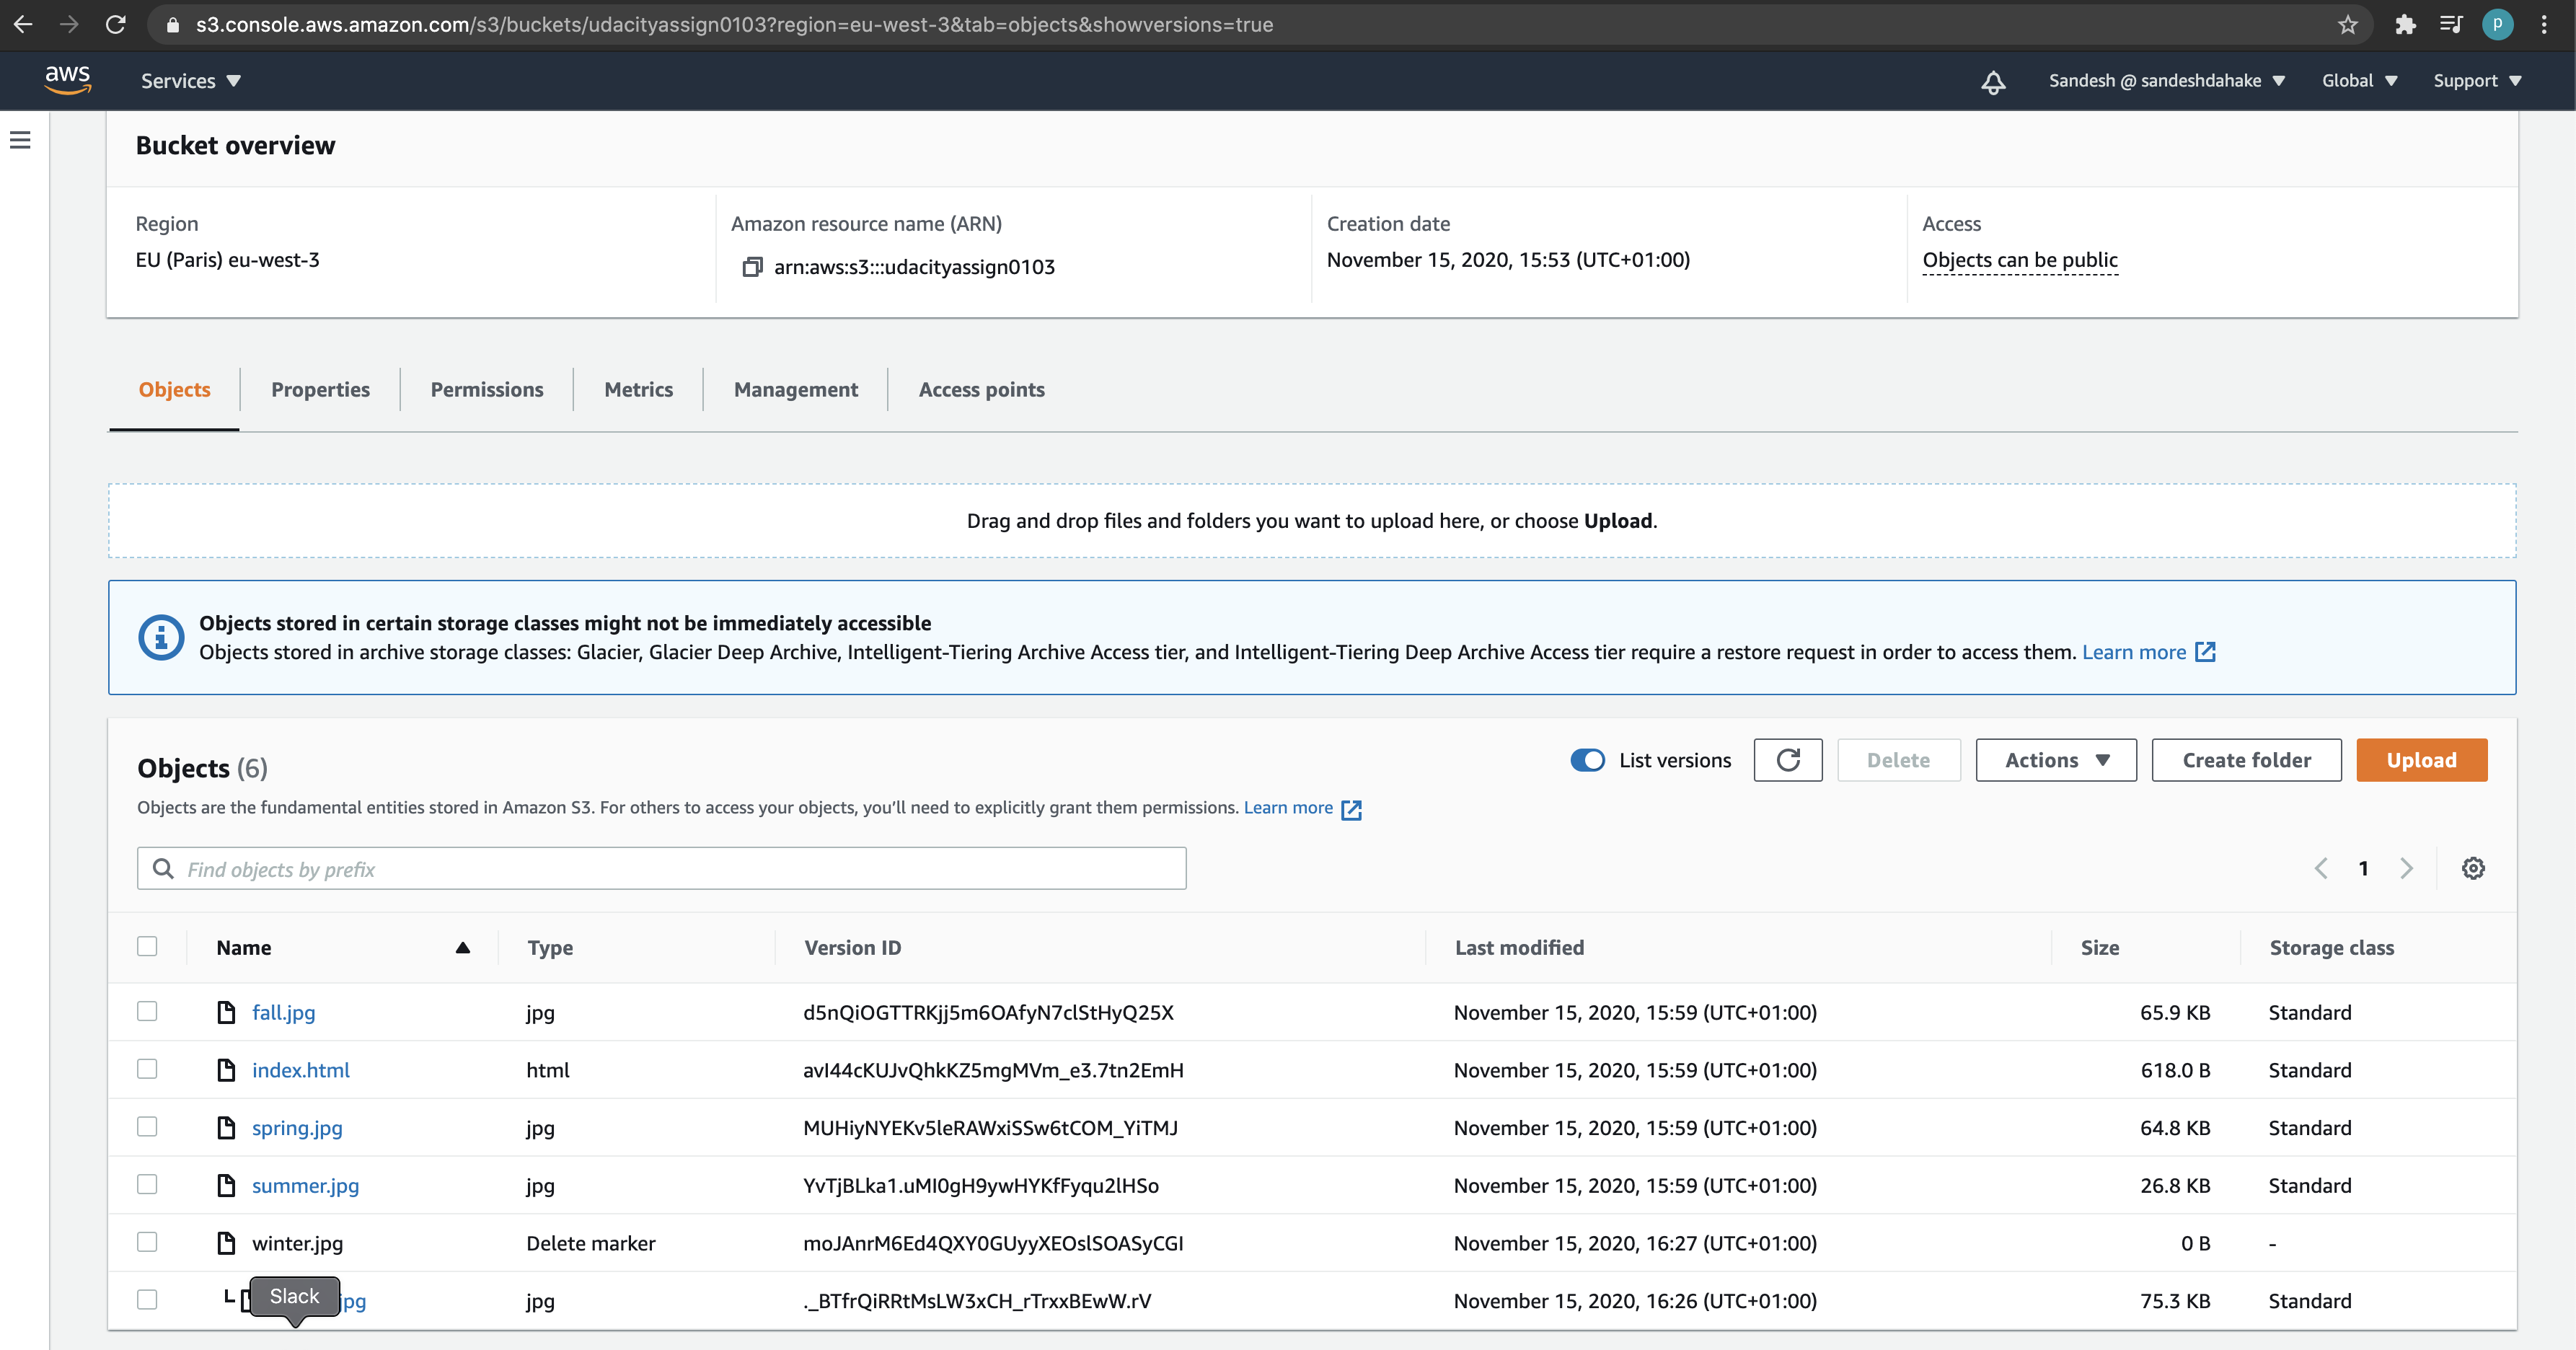 s3.console.aws.amazon.com/s3/buckets/udacityassign0103?region=eu-west-3&tab=objects&showversions=true
P
aws Services Sandesh @ sandeshdahake Global Support
Bucket overview
Region Amazon resource name (ARN) Creation date Access
EU (Paris) eu-west-3 arn:aws:s3:::udacityassign0103 November 15, 2020, 15:53 (UTC+01:00) Objects can be public
Objects Properties Permissions Metrics Management Access points
Drag and drop files and folders you want to upload here, or choose Upload.
Objects stored in certain storage classes might not be immediately accessible
Objects stored in archive storage classes: Glacier, Glacier Deep Archive, Intelligent-Tiering Archive Access tier, and Intelligent-Tiering Deep Archive Access tier require a restore request in order to access them. Learn more
Objects (6) List versions Delete Actions Create folder Upload
Objects are the fundamental entities stored in Amazon S3. For others to access your objects, you'll need to explicitly grant them permissions. Learn more
Find objects by prefix 1
Name Type Version ID Last modified Size Storage class
fall.jpg jpg d5nQiOGTTRKjj5m6OAfyN7clStHyQ25X November 15, 2020, 15:59 (UTC+01:00) 65.9 KB Standard
index.html html avI44cKUJvQhkKZ5mgMVm_e3.7tn2EmH November 15, 2020, 15:59 (UTC+01:00) 618.0 B Standard
spring.jpg jpg MUHiyNYEKv5leRAWxiSSw6tCOM_YiTMJ November 15, 2020, 15:59 (UTC+01:00) 64.8 KB Standard
summer.jpg jpg YvTjBLka1.uMI0gH9ywHYKfFyqu2lHSo November 15, 2020, 15:59 (UTC+01:00) 26.8 KB Standard
winter.jpg Delete marker moJAnrM6Ed4QXY0GUyyXEOslSOASyCGI November 15, 2020, 16:27 (UTC+01:00) 0 B -
Slack jpg jpg ._BTfrQiRRtMsLW3xCH_rTrxxBEwW.rV November 15, 2020, 16:26 (UTC+01:00) 75.3 KB Standard